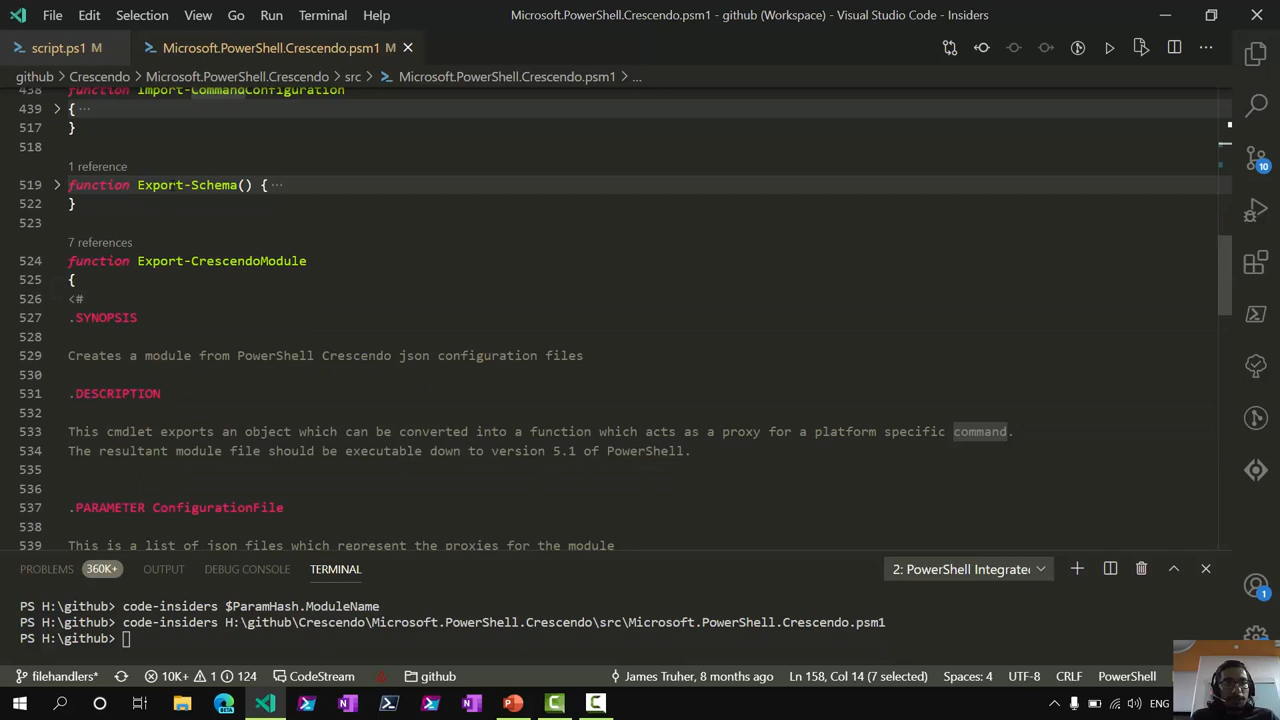 File Edit Selection View Go Run Terminal Help Microsoft.PowerShell.Crescendo.psm1 - github (Workspace) - Visual Studio Code - Insiders
script.ps1 M Microsoft.PowerShell.Crescendo.psm1 M
github > Crescendo > Microsoft.PowerShell.Crescendo > src > Microsoft.PowerShell.Crescendo.psm1 > ...
438 function Import-CommandConfiguration
439 { ...
517 }
518
1 reference
519 function Export-Schema() { ...
522 }
523
7 references
524 function Export-CrescendoModule
525 {
526 <#
527 .SYNOPSIS
528
529 Creates a module from PowerShell Crescendo json configuration files
530
531 .DESCRIPTION
532
533 This cmdlet exports an object which can be converted into a function which acts as a proxy for a platform specific command.
534 The resultant module file should be executable down to version 5.1 of PowerShell.
535
536
537 .PARAMETER ConfigurationFile
538
539 This is a list of json files which represent the proxies for the module
10
PROBLEMS 360K+ OUTPUT DEBUG CONSOLE TERMINAL 2: PowerShell Integrated
PS H:\github> code-insiders $ParamHash.ModuleName
PS H:\github> code-insiders H:\github\Crescendo\Microsoft.PowerShell.Crescendo\src\Microsoft.PowerShell.Crescendo.psm1
PS H:\github>
1
filehandlers* 10K+ 1 124 CodeStream github James Truher, 8 months ago Ln 158, Col 14 (7 selected) Spaces: 4 UTF-8 CRLF PowerShell
ENG